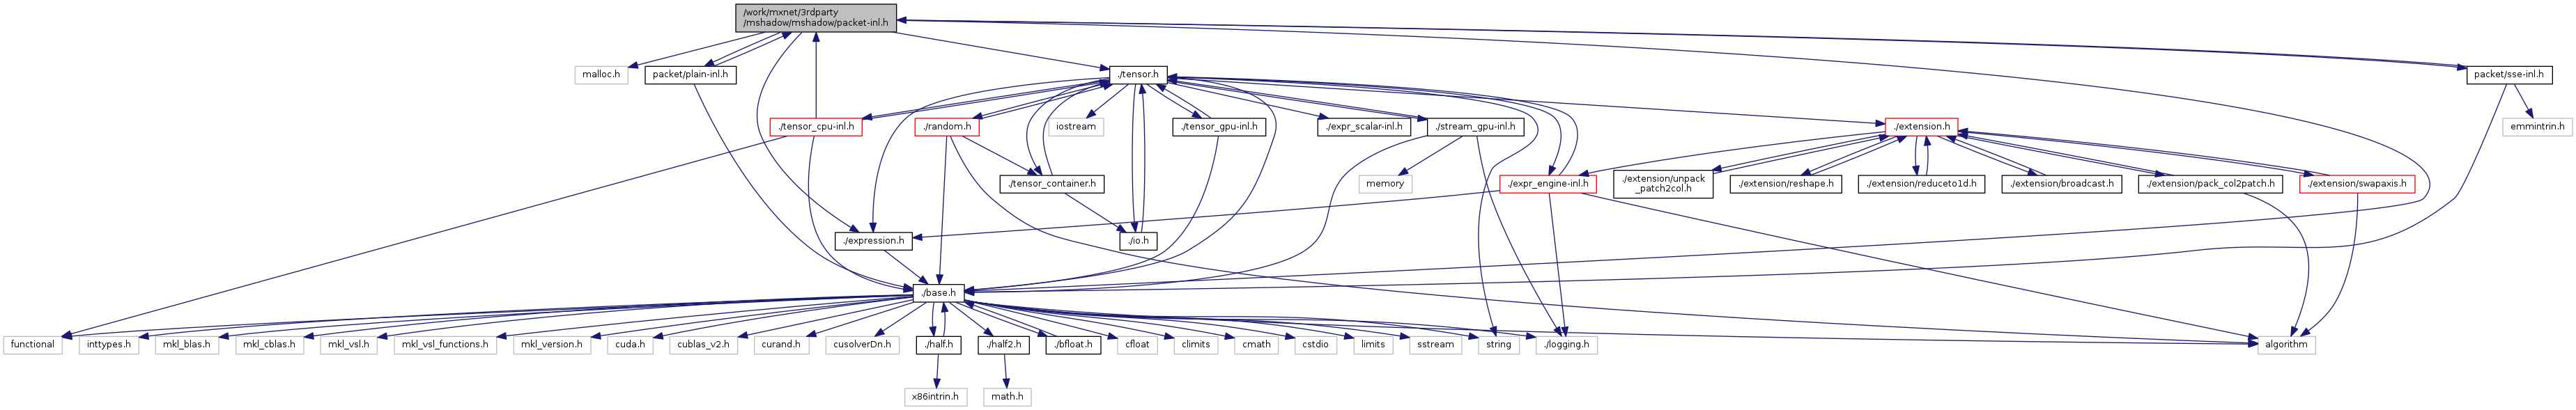 /work/mxnet/3rdparty
/mshadow/mshadow/packet-inl.h
malloc.h
packet/plain-inl.h
./tensor.h
packet/sse-inl.h
./tensor_cpu-inl.h
./random.h
iostream
./tensor_gpu-inl.h
./expr_scalar-inl.h
./stream_gpu-inl.h
./extension.h
emmintrin.h
./tensor_container.h
memory
./expr_engine-inl.h
./extension/unpack
_patch2col.h
./extension/reshape.h
./extension/reduceto1d.h
./extension/broadcast.h
./extension/pack_col2patch.h
./extension/swapaxis.h
./expression.h
./io.h
./base.h
functional
inttypes.h
mkl_blas.h
mkl_cblas.h
mkl_vsl.h
mkl_vsl_functions.h
mkl_version.h
cuda.h
cublas_v2.h
curand.h
cusolverDn.h
./half.h
./half2.h
./bfloat.h
cfloat
climits
cmath
cstdio
limits
sstream
string
./logging.h
algorithm
x86intrin.h
math.h